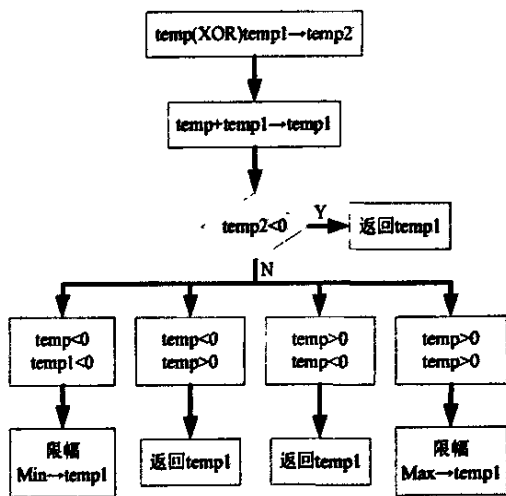 temp(XOR)temp1→temp2
temp+temp1→temp1
temp2<0
Y
返回temp1
N
temp<0
temp1<0
temp<0
temp>0
temp>0
temp<0
temp>0
temp>0
限幅
Min→temp1
返回temp1
返回temp1
限幅
Max→temp1